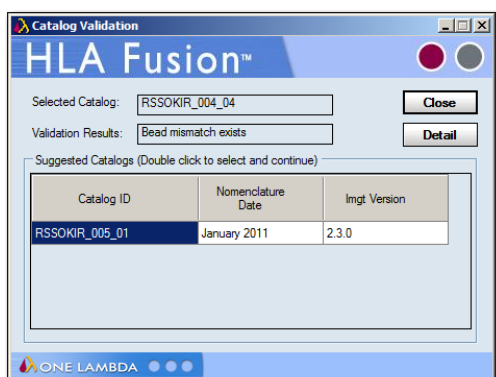 Catalog Validation
HLA Fusion™
Selected Catalog: RSSOKIR_004_04 Close
Validation Results: Bead mismatch exists Detail
Suggested Catalogs (Double click to select and continue)
Catalog ID Nomenclature Date Imgt Version
RSSOKIR_005_01 January 2011 2.3.0
ONE LAMBDA